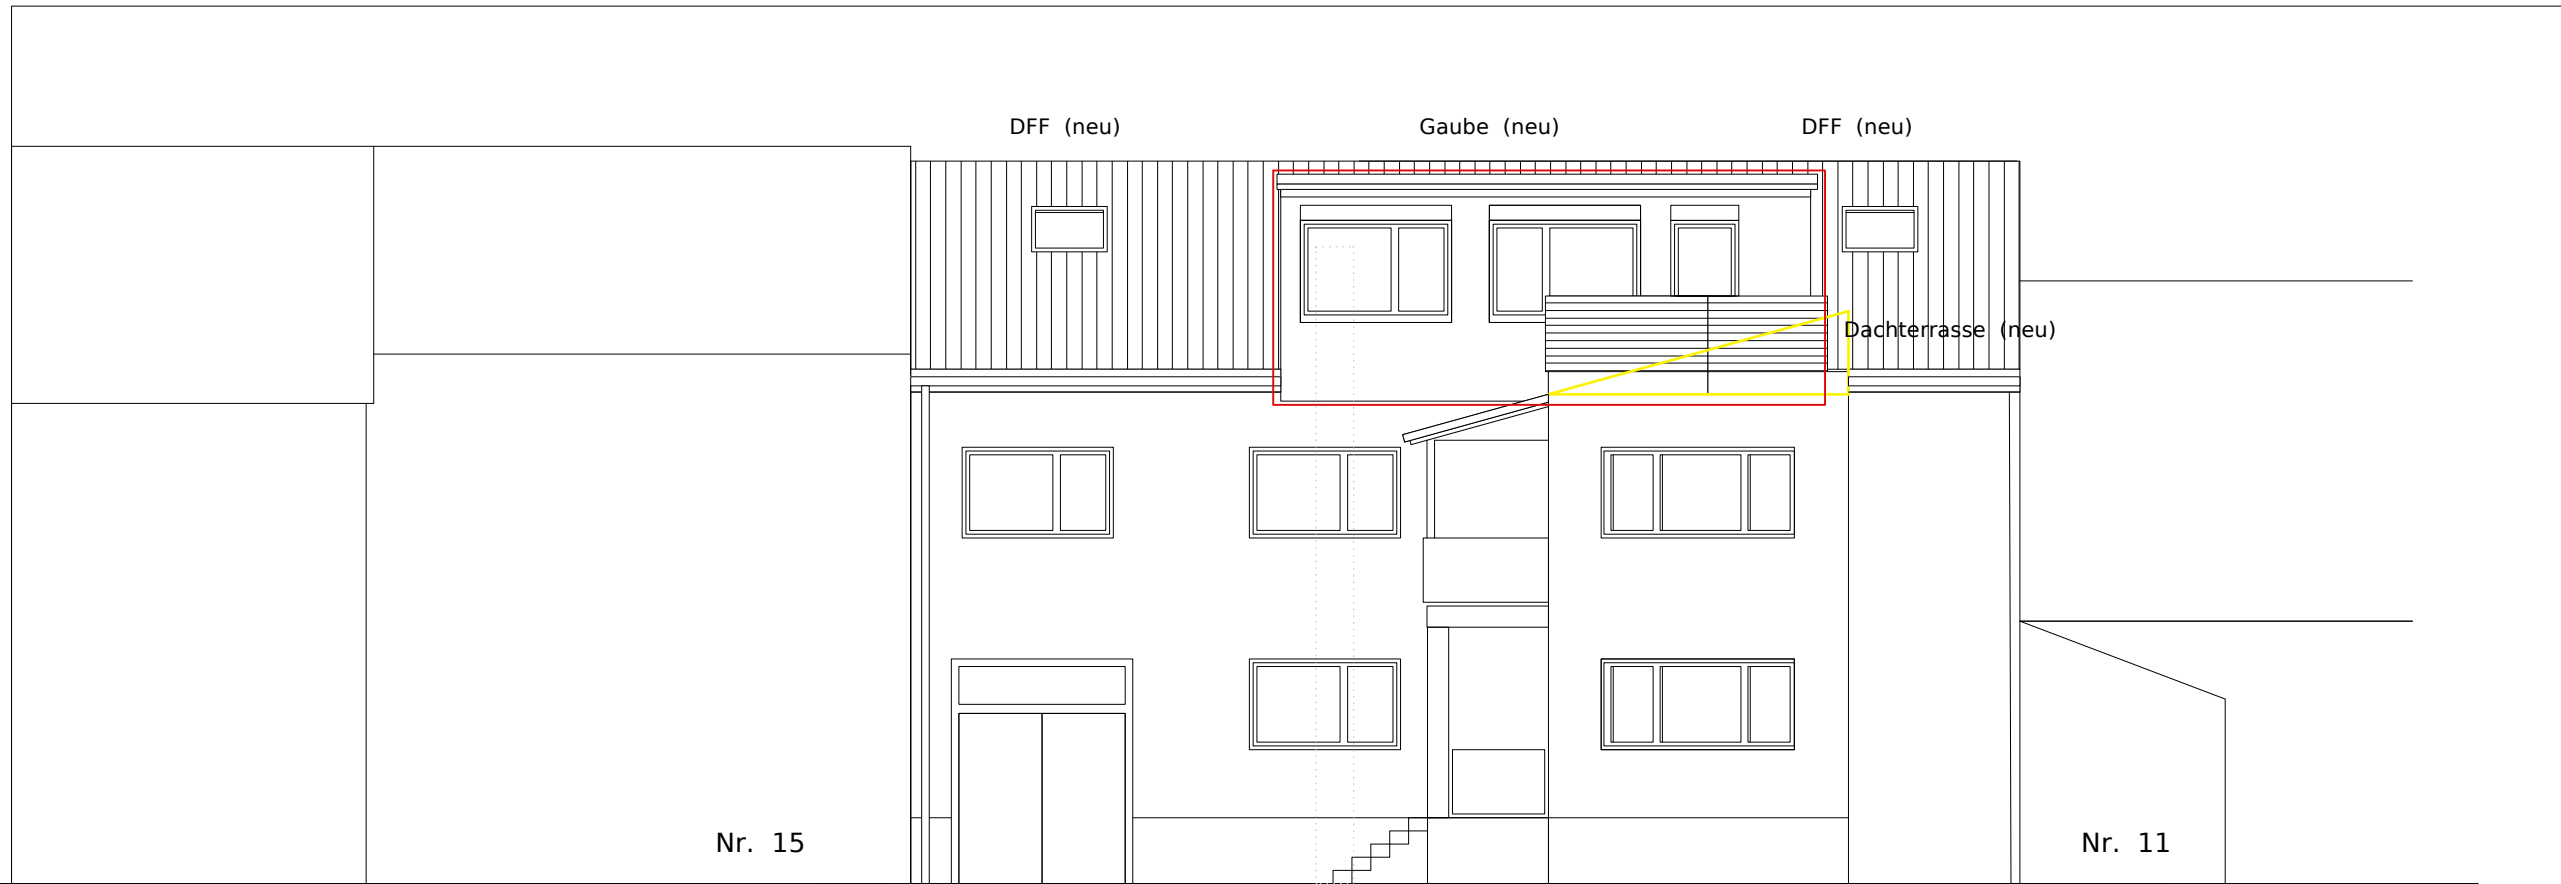 DFF (neu)
Gaube (neu)
DFF (neu)
Dachterrasse (neu)
Nr. 15
Nr. 11